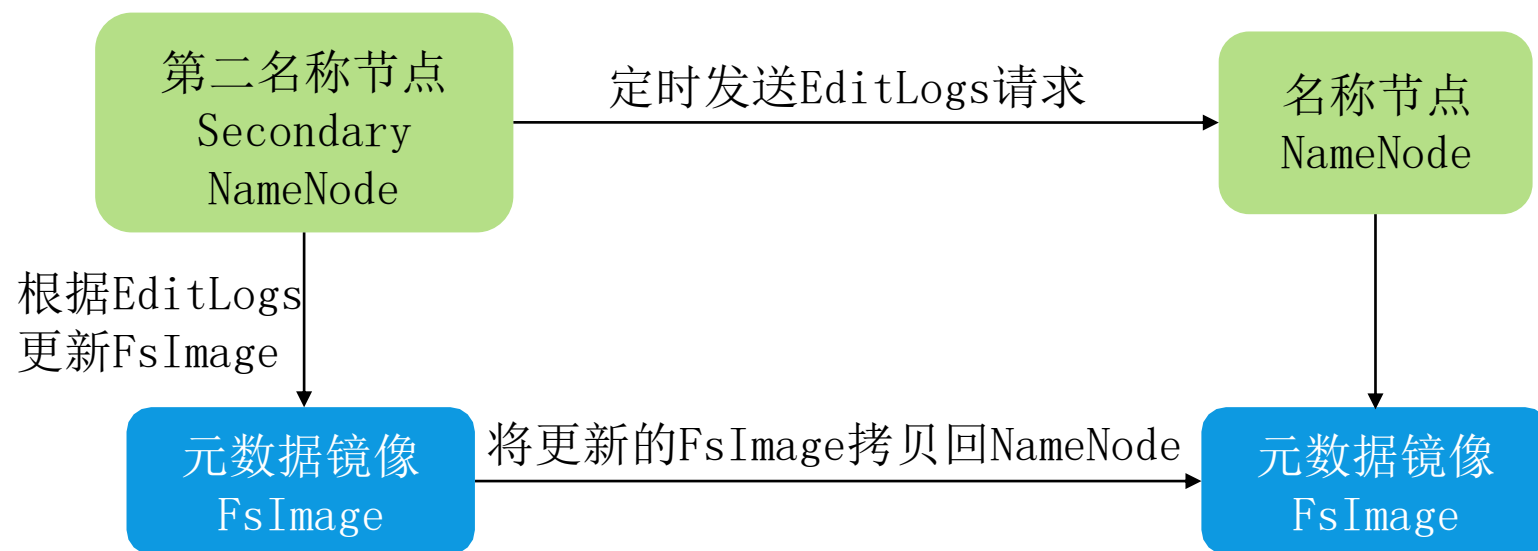 第二名称节点
Secondary
NameNode
定时发送EditLogs请求
名称节点
NameNode
根据EditLogs
更新FsImage
元数据镜像
FsImage
将更新的FsImage拷贝回NameNode
元数据镜像
FsImage